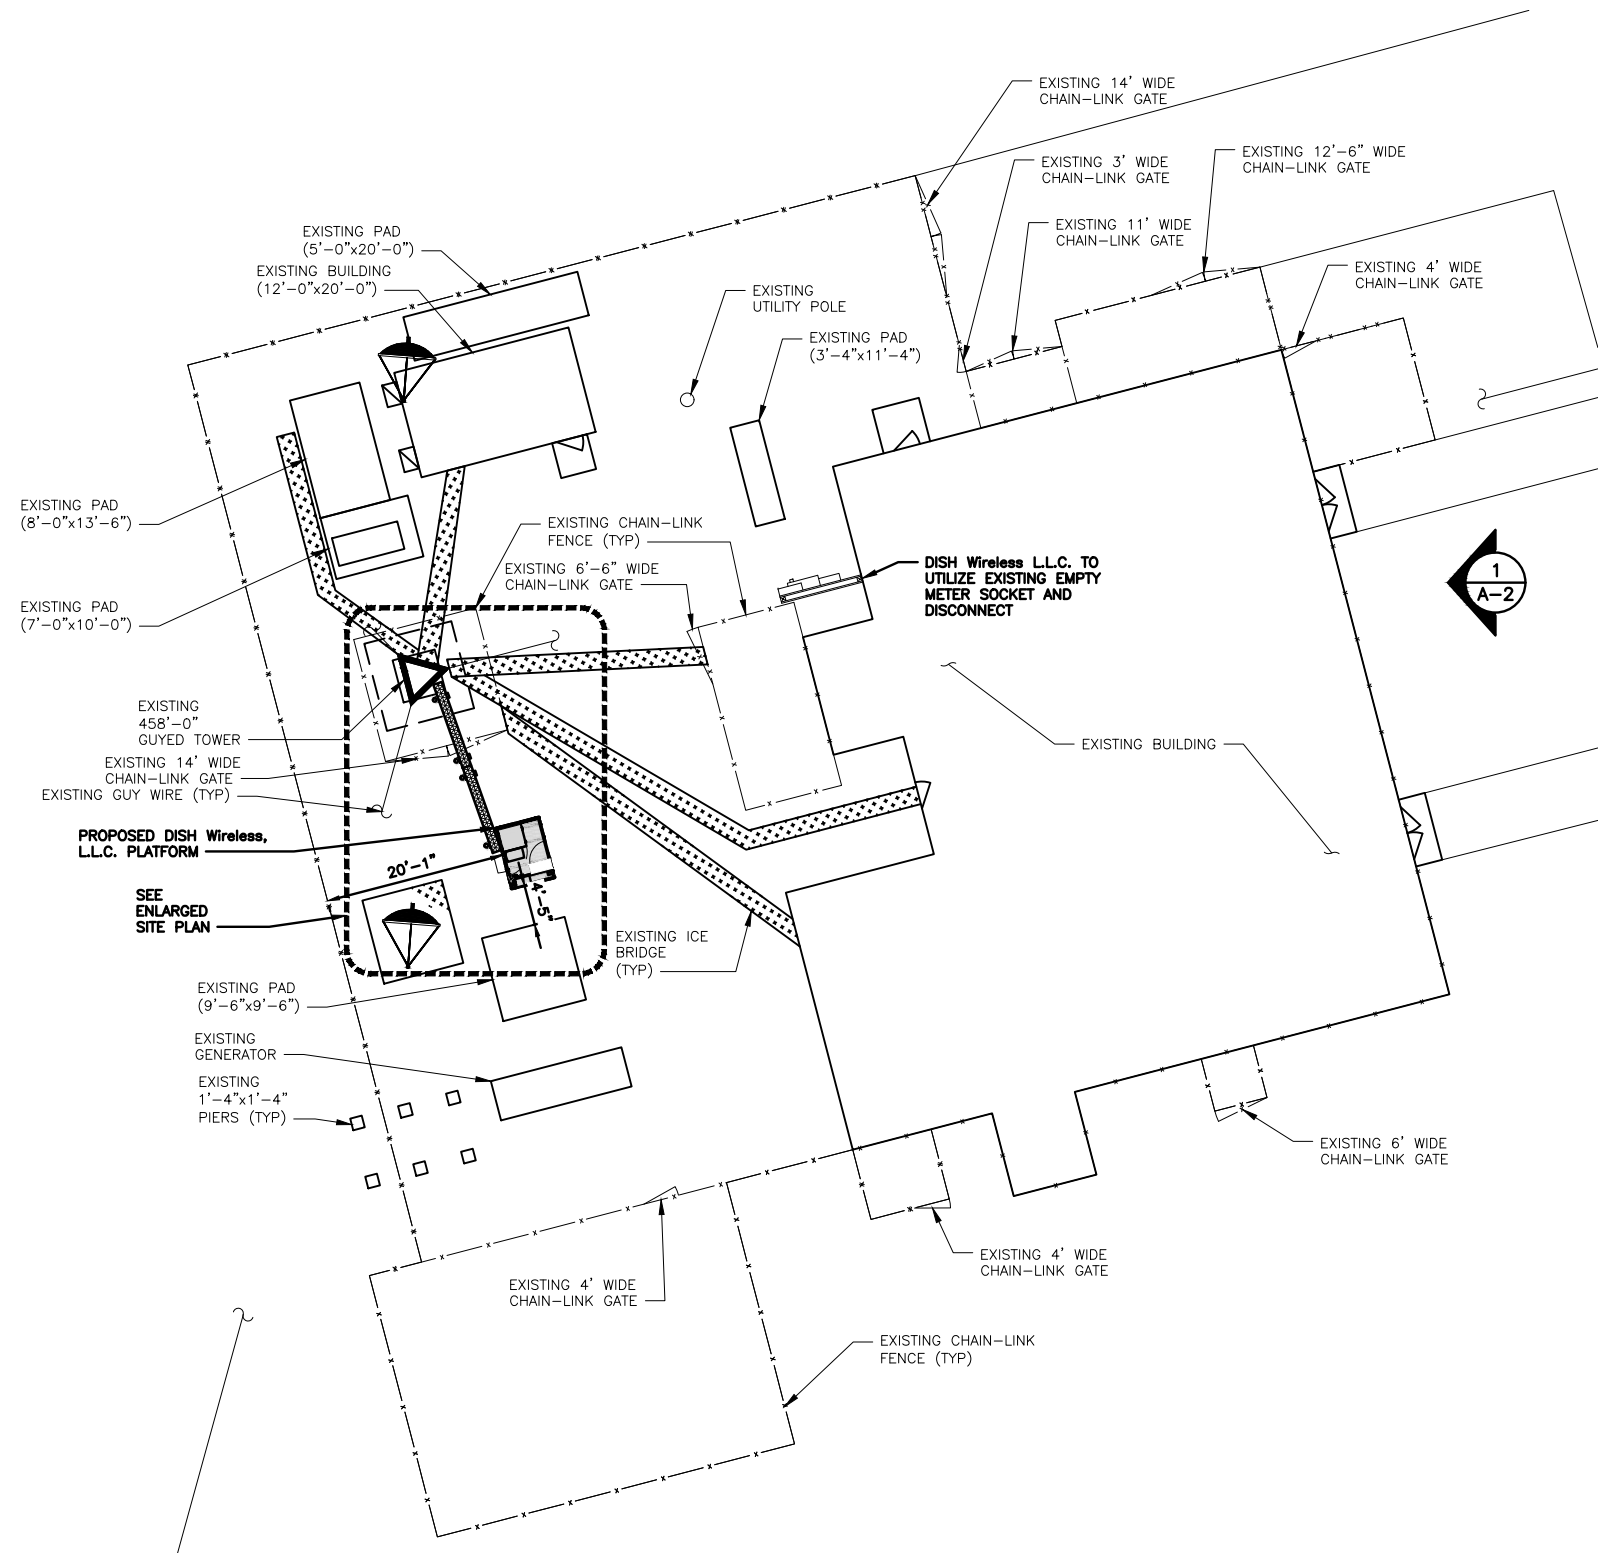 EXISTING 14' WIDE
CHAIN-LINK GATE
EXISTING 3' WIDE
CHAIN-LINK GATE
EXISTING 12'-6" WIDE
CHAIN-LINK GATE
EXISTING 11' WIDE
CHAIN-LINK GATE
EXISTING 4' WIDE
CHAIN-LINK GATE
EXISTING PAD
(5'-0"x20'-0")
EXISTING BUILDING
(12'-0"x20'-0")
EXISTING
UTILITY POLE
EXISTING PAD
(3'-4"x11'-4")
EXISTING PAD
(8'-0"x13'-6")
EXISTING CHAIN-LINK
FENCE (TYP)
EXISTING 6'-6" WIDE
CHAIN-LINK GATE
DISH Wireless L.L.C. TO
UTILIZE EXISTING EMPTY
METER SOCKET AND
DISCONNECT
1
A-2
EXISTING PAD
(7'-0"x10'-0")
EXISTING
458'-0"
GUYED TOWER
EXISTING 14' WIDE
CHAIN-LINK GATE
EXISTING GUY WIRE (TYP)
EXISTING BUILDING
PROPOSED DISH Wireless,
L.L.C. PLATFORM
20'-1"
4'-5"
SEE
ENLARGED
SITE PLAN
EXISTING ICE
BRIDGE
(TYP)
EXISTING PAD
(9'-6"x9'-6")
EXISTING
GENERATOR
EXISTING
1'-4"x1'-4"
PIERS (TYP)
EXISTING 6' WIDE
CHAIN-LINK GATE
EXISTING 4' WIDE
CHAIN-LINK GATE
EXISTING 4' WIDE
CHAIN-LINK GATE
EXISTING CHAIN-LINK
FENCE (TYP)